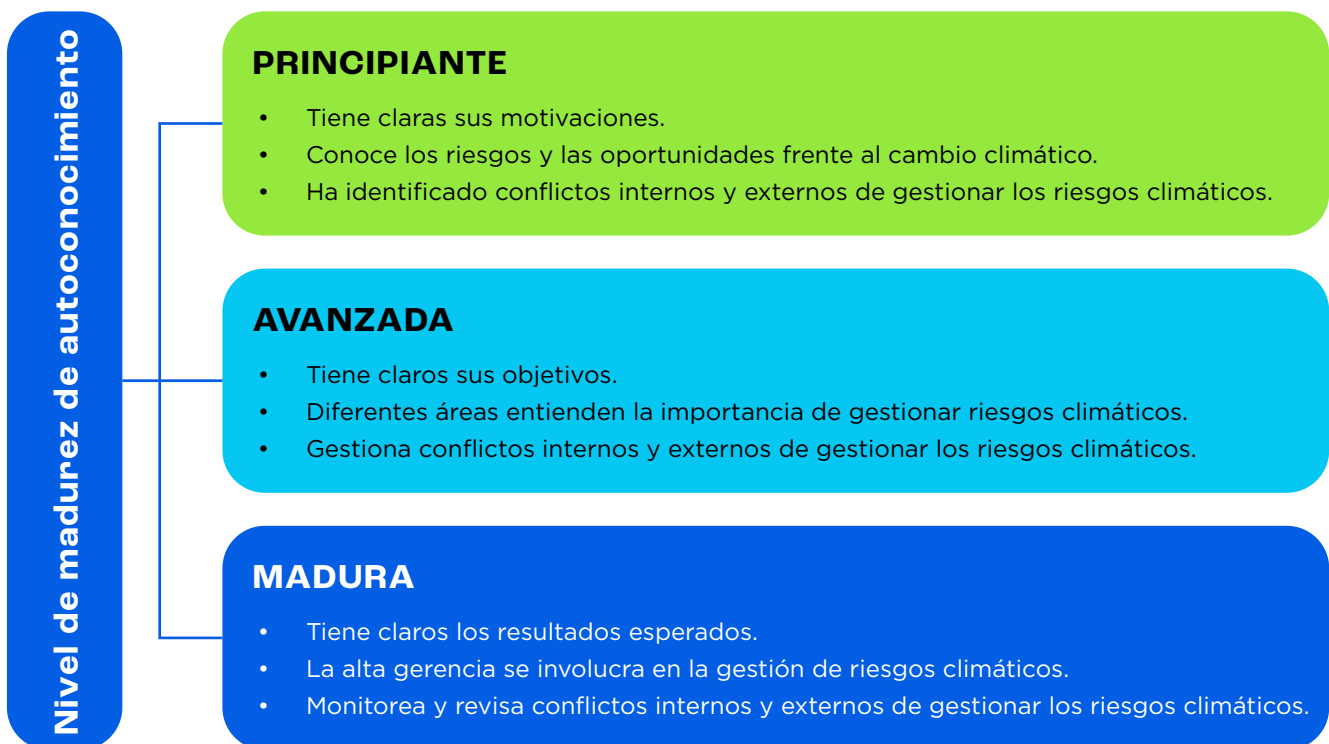 Nivel de madurez de autoconocimiento
PRINCIPIANTE
• Tiene claras sus motivaciones.
• Conoce los riesgos y las oportunidades frente al cambio climático.
• Ha identificado conflictos internos y externos de gestionar los riesgos climáticos.
AVANZADA
• Tiene claros sus objetivos.
• Diferentes áreas entienden la importancia de gestionar riesgos climáticos.
• Gestiona conflictos internos y externos de gestionar los riesgos climáticos.
MADURA
• Tiene claros los resultados esperados.
• La alta gerencia se involucra en la gestión de riesgos climáticos.
• Monitorea y revisa conflictos internos y externos de gestionar los riesgos climáticos.